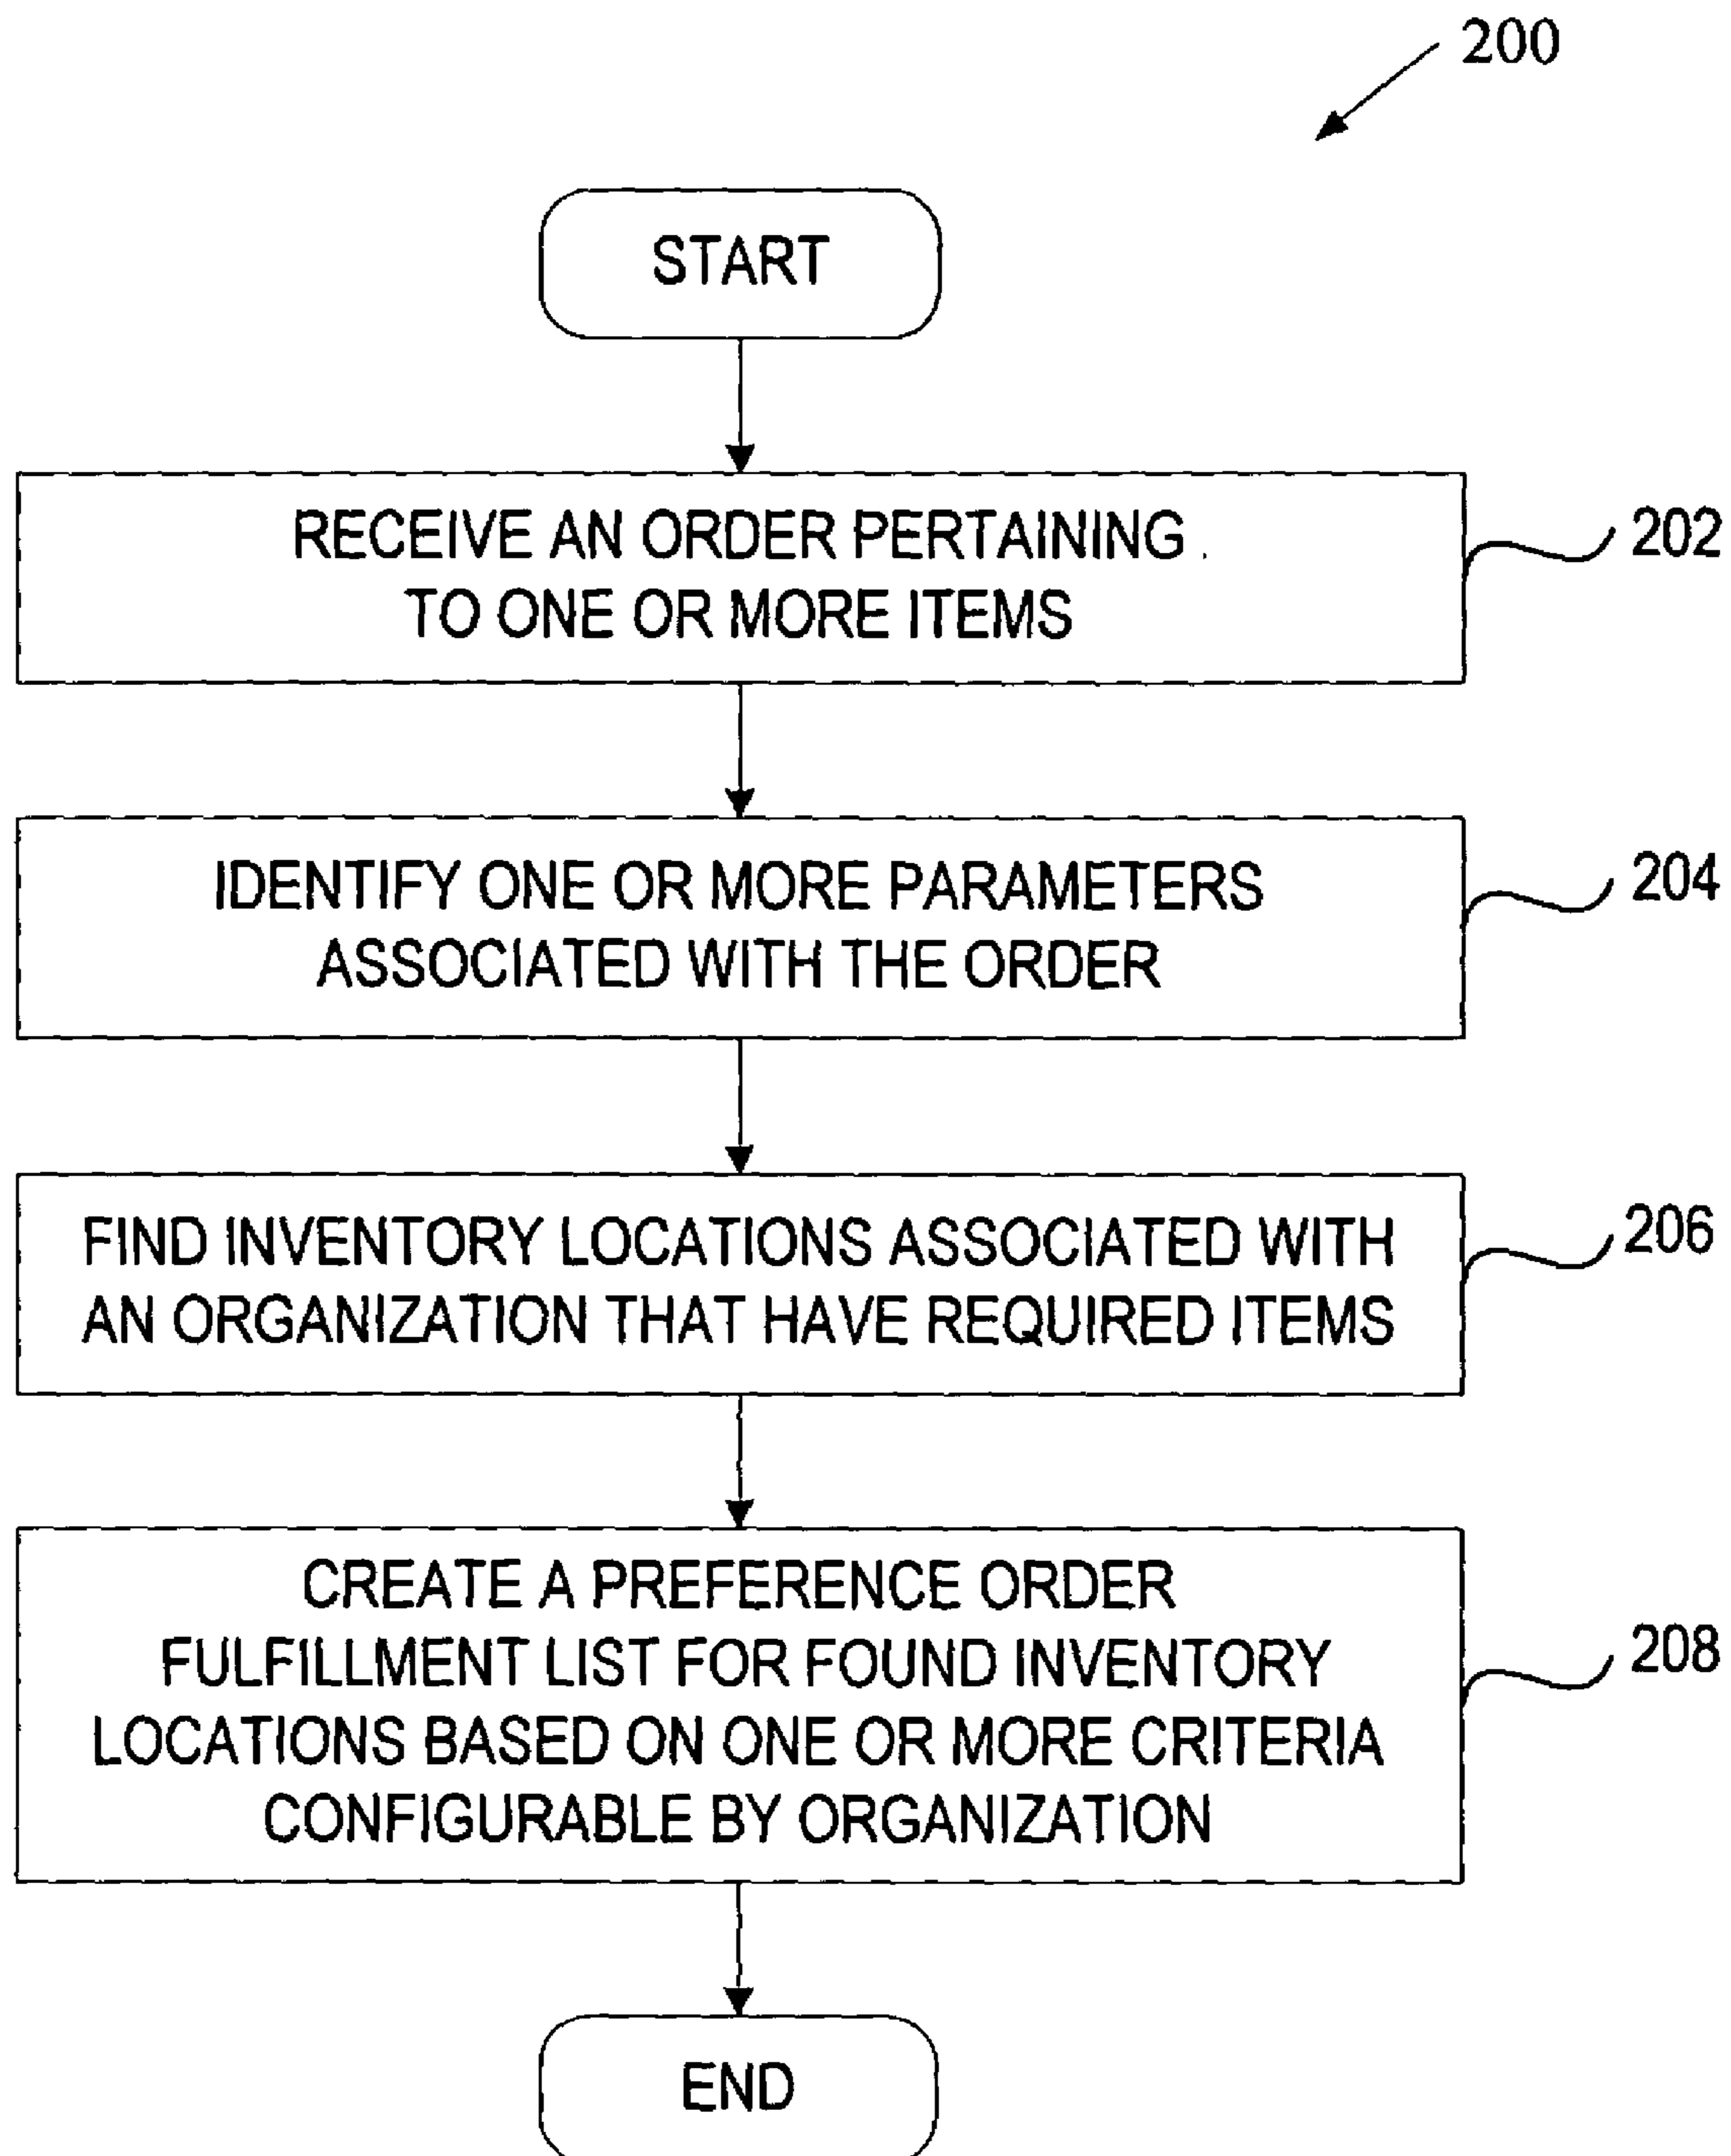 200
START
RECEIVE AN ORDER PERTAINING
TO ONE OR MORE ITEMS
202
IDENTIFY ONE OR MORE PARAMETERS
ASSOCIATED WITH THE ORDER
204
FIND INVENTORY LOCATIONS ASSOCIATED WITH
AN ORGANIZATION THAT HAVE REQUIRED ITEMS
206
CREATE A PREFERENCE ORDER
FULFILLMENT LIST FOR FOUND INVENTORY
LOCATIONS BASED ON ONE OR MORE CRITERIA
CONFIGURABLE BY ORGANIZATION
208
END